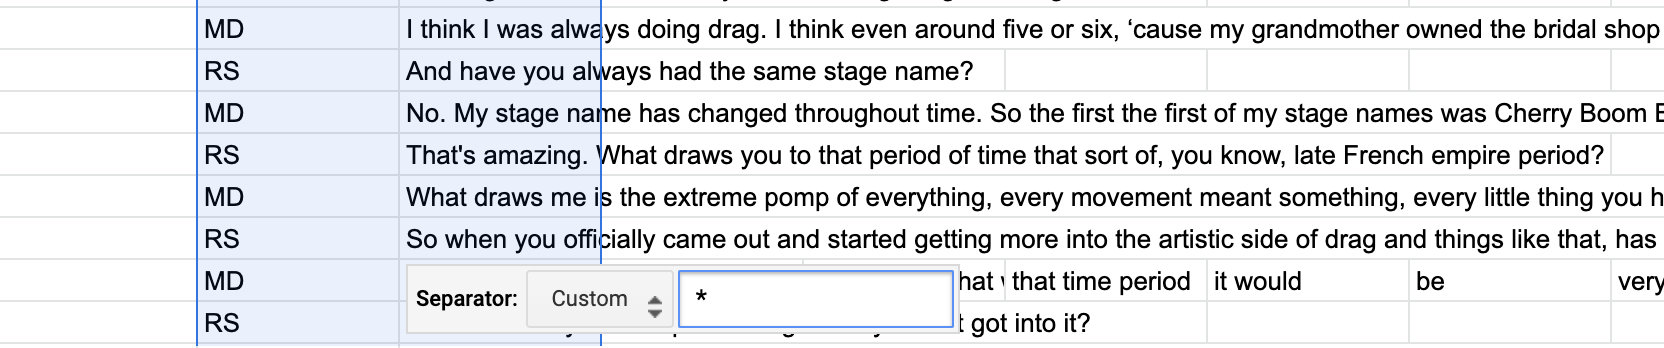 MD I think I was always doing drag. I think even around five or six, ‘cause my grandmother owned the bridal shop
RS And have you always had the same stage name?
MD No. My stage name has changed throughout time. So the first the first of my stage names was Cherry Boom
RS That's amazing. What draws you to that period of time that sort of, you know, late French empire period?
MD What draws me is the extreme pomp of everything, every movement meant something, every little thing you
RS So when you officially came out and started getting more into the artistic side of drag and things like that, has
MD that time period it would be very
Separator: Custom *
RS got into it?